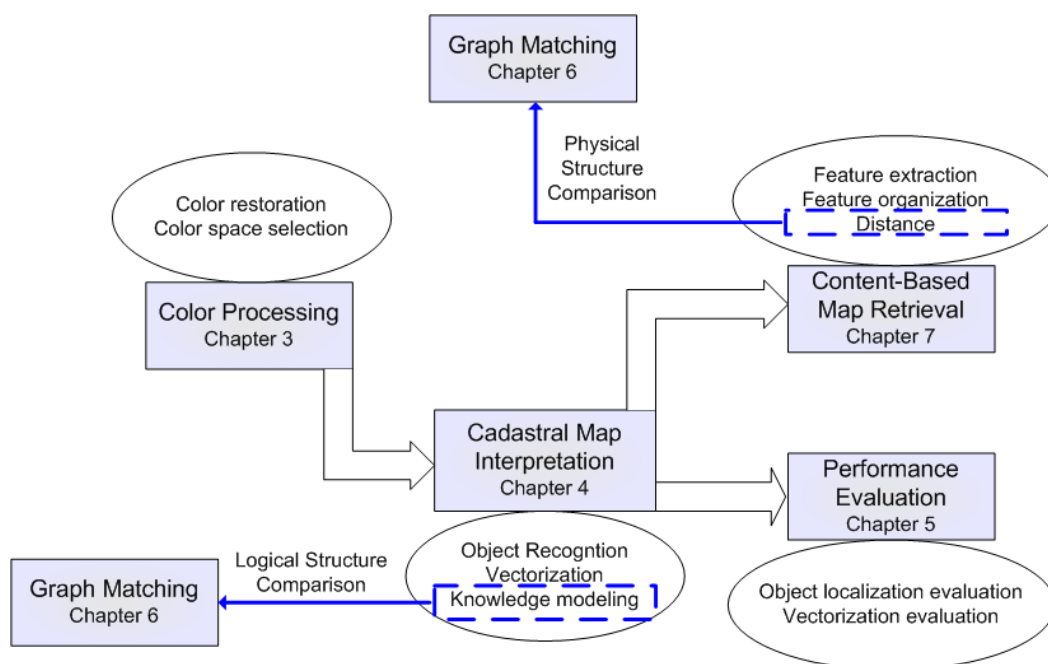 Graph Matching
Chapter 6
Physical
Structure
Comparison
Feature extraction
Feature organization
Distance
Color restoration
Color space selection
Color Processing
Chapter 3
Content-Based
Map Retrieval
Chapter 7
Cadastral Map
Interpretation
Chapter 4
Performance
Evaluation
Chapter 5
Object Recogntion
Vectorization
Knowledge modeling
Logical Structure
Comparison
Graph Matching
Chapter 6
Object localization evaluation
Vectorization evaluation